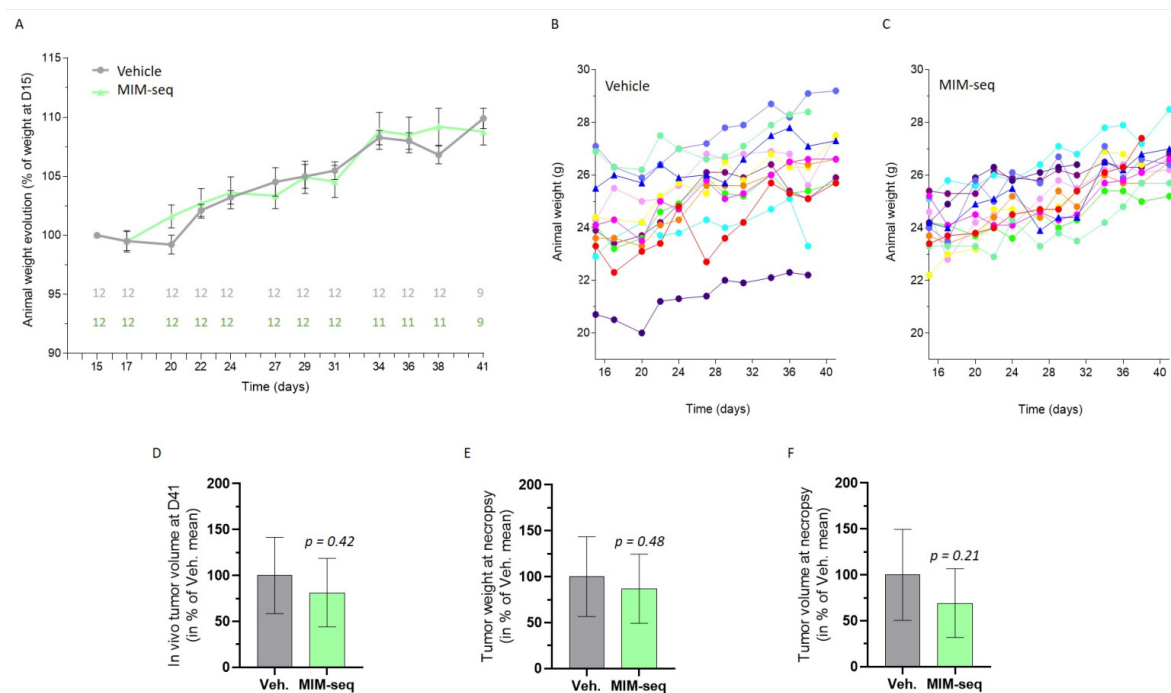 A
B
C
115
110
105
100
95
90
Animal weight evolution (% of weight at D15)
Vehicle
MIM-seq
12 12 12 12 12 12 12 12 12 12 12 9
12 12 12 12 12 12 12 12 11 11 11 9
15 17 20 22 24 27 29 31 34 36 38 41
Time (days)
30
28
26
24
22
20
Animal weight (g)
Vehicle
16 20 24 28 32 36 40
Time (days)
30
28
26
24
22
20
Animal weight (g)
MIM-seq
16 20 24 28 32 36 40
Time (days)
D
E
F
200
150
100
50
0
In vivo tumor volume at D41
(in % of Veh. mean)
p = 0.42
Veh. MIM-seq
200
150
100
50
0
Tumor weight at necropsy
(in % of Veh. mean)
p = 0.48
Veh. MIM-seq
200
150
100
50
0
Tumor volume at necropsy
(in % of Veh. mean)
p = 0.21
Veh. MIM-seq